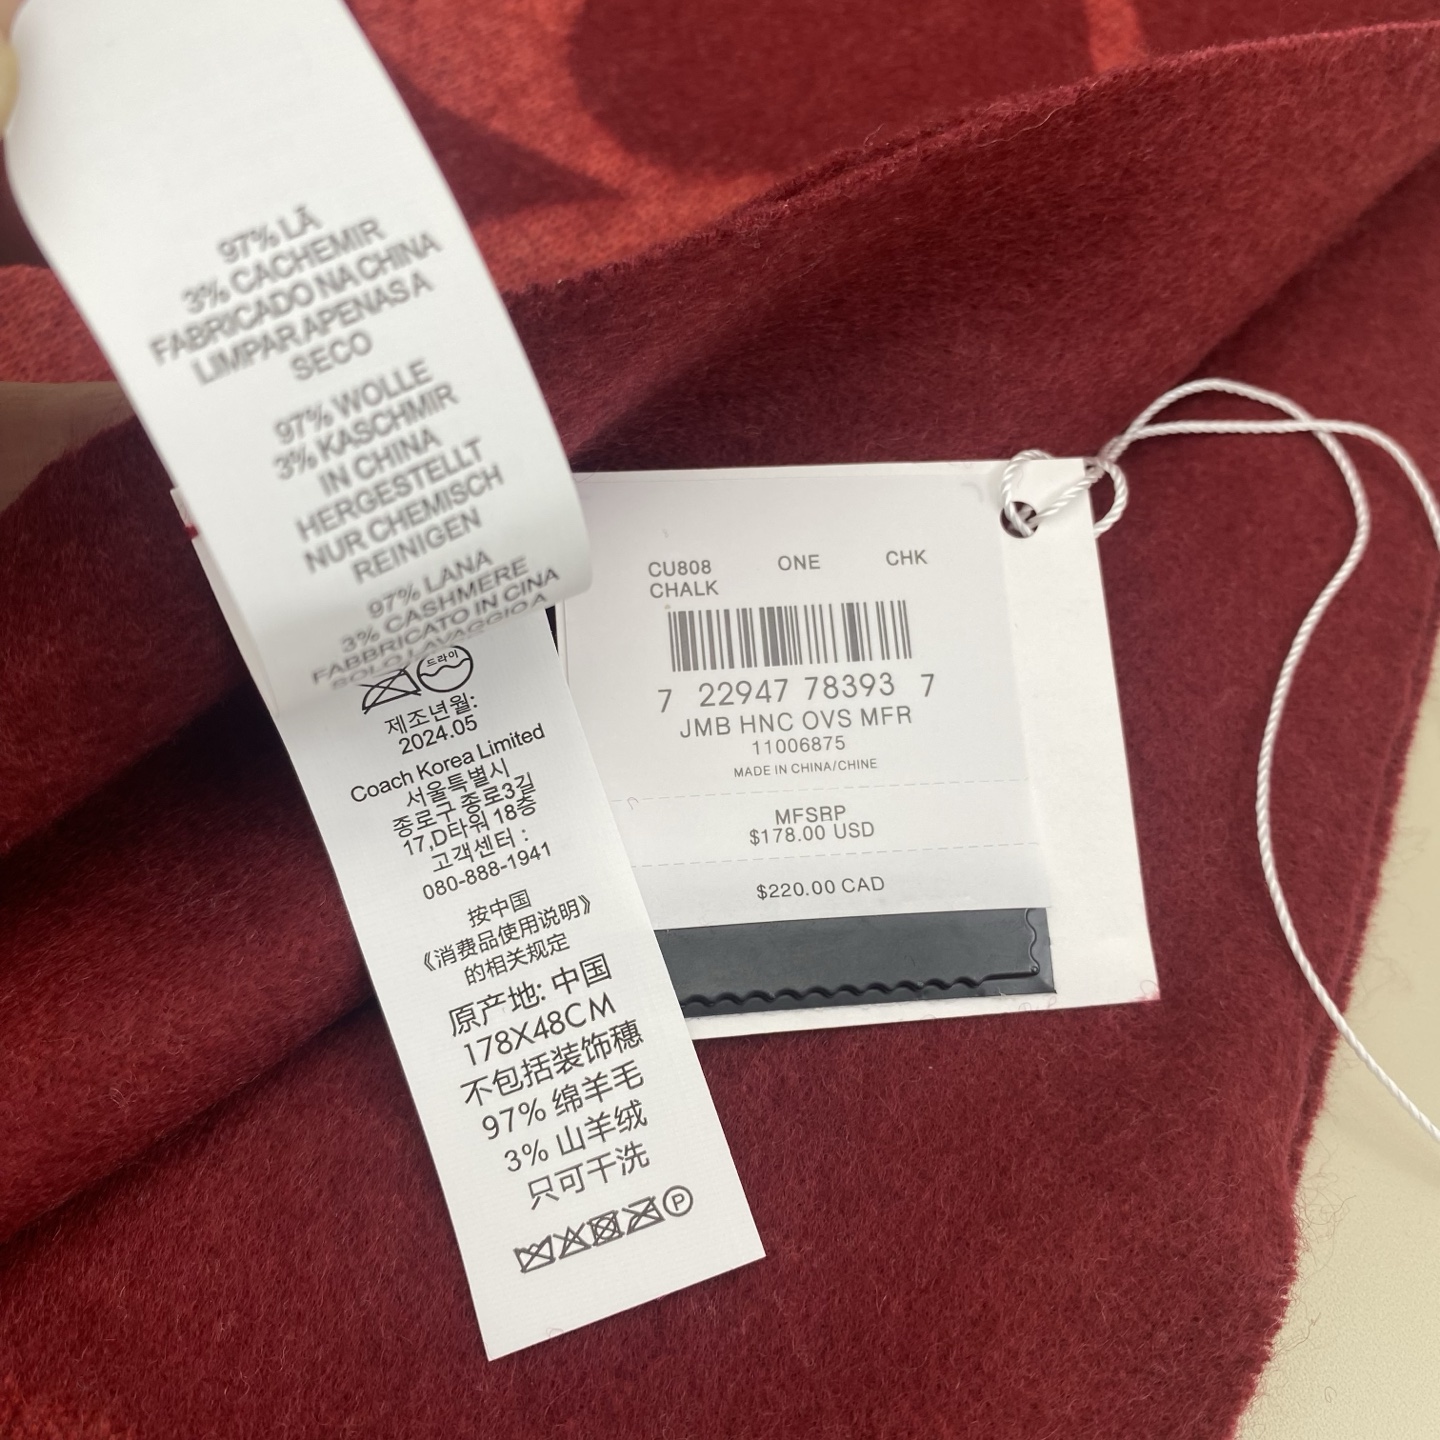 97% LÃ
3% CACHEMIR
FABRICADO NA CHINA
LIMPAR APENAS A
SECO
97% WOLLE
3% KASCHMIR
IN CHINA
HERGESTELLT
NUR CHEMISCH
REINIGEN
97% LANA
3% CASHMERE
FABBRICATO IN CINA
SOLO LAVAGGIO A
드라이
제조년월:
2024.05
Coach Korea Limited
서울특별시
종로구 종로3길
17,D타워 18층
고객센터 :
080-888-1941
按中国
《消费品使用说明》
的相关规定
原产地: 中国
178X48CM
不包括装饰穗
97% 绵羊毛
3% 山羊绒
只可干洗
P
CU808 ONE CHK
CHALK
7 22947 78393 7
JMB HNC OVS MFR
11006875
MADE IN CHINA/CHINE
MFSRP
$178.00 USD
$220.00 CAD